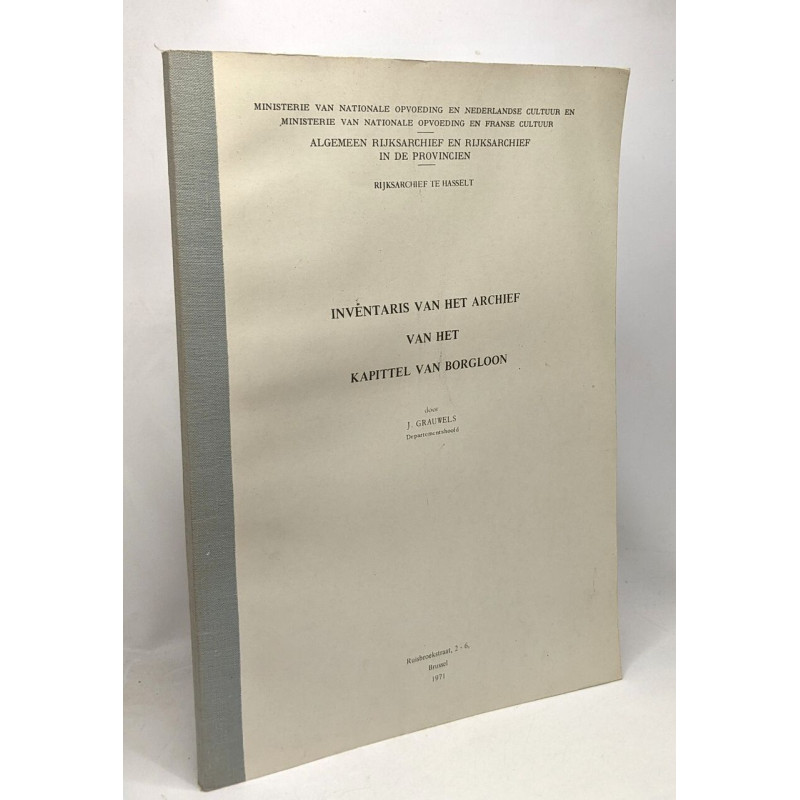 MINISTERIE VAN NATIONALE OPVOEDING EN NEDERLANDSE CULTUUR EN
MINISTERIE VAN NATIONALE OPVOEDING EN FRANSE CULTUUR
ALGEMEEN RIJKSARCHIEF EN RIJKSARCHIEF
IN DE PROVINCIEN
RIJKSARCHIEF TE HASSELT
INVENTARIS VAN HET ARCHIEF
VAN HET
KAPITTEL VAN BORGLOON
door
J. GRAUWELS
Departementshoofd
Ruisbroekstraat, 2 - 6,
Brussel
1971